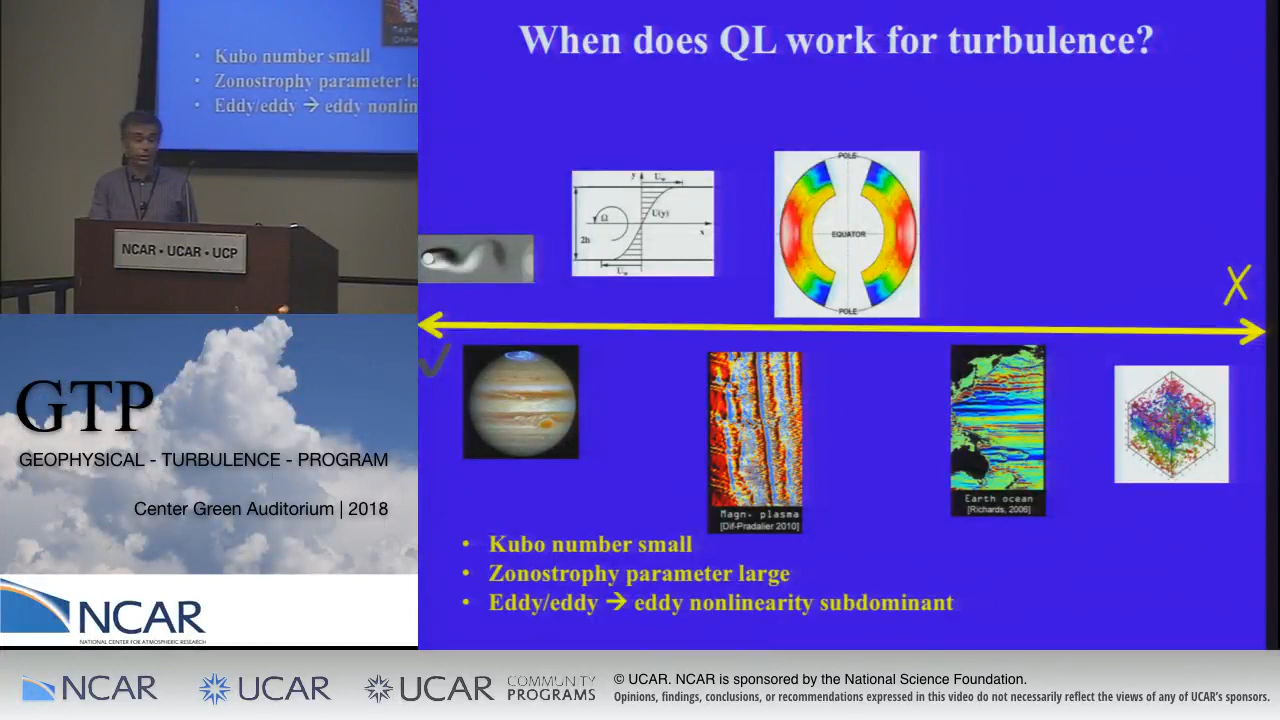 Kubo number small
Zonostrophy parameter la
Eddy/eddy → eddy nonlin
NCAR • UCAR • UCP
GTP
GEOPHYSICAL - TURBULENCE - PROGRAM
Center Green Auditorium | 2018
NCAR
NATIONAL CENTER FOR ATMOSPHERIC RESEARCH
When does QL work for turbulence?
y
U(y)
Ω
2h
x
POLE
EQUATOR
POLE
X
Magn. plasma
[Dif-Pradalier 2010]
Earth ocean
[Richards, 2006]
• Kubo number small
• Zonostrophy parameter large
• Eddy/eddy → eddy nonlinearity subdominant
NCAR
UCAR
UCAR
COMMUNITY
PROGRAMS
© UCAR. NCAR is sponsored by the National Science Foundation.
Opinions, findings, conclusions, or recommendations expressed in this video do not necessarily reflect the views of any of UCAR's sponsors.